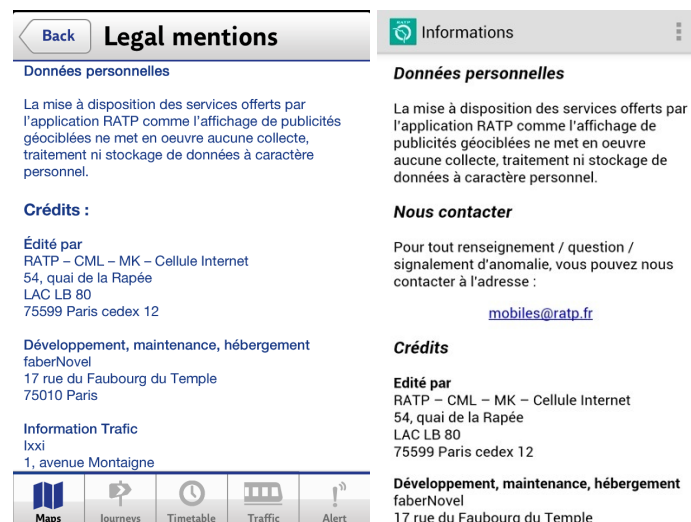 Back
Legal mentions
Données personnelles
La mise à disposition des services offerts par
l'application RATP comme l'affichage de publicités
géociblées ne met en oeuvre aucune collecte,
traitement ni stockage de données à caractère
personnel.
Crédits :
Édité par
RATP – CML – MK – Cellule Internet
54, quai de la Rapée
LAC LB 80
75599 Paris cedex 12
Développement, maintenance, hébergement
faberNovel
17 rue du Faubourg du Temple
75010 Paris
Information Trafic
Ixxi
1, avenue Montaigne
Maps
Journeys
Timetable
Traffic
Alert
RATP
Informations
Données personnelles
La mise à disposition des services offerts par
l'application RATP comme l'affichage de
publicités géociblées ne met en oeuvre
aucune collecte, traitement ni stockage de
données à caractère personnel.
Nous contacter
Pour tout renseignement / question /
signalement d'anomalie, vous pouvez nous
contacter à l'adresse :
mobiles@ratp.fr
Crédits
Edité par
RATP – CML – MK – Cellule Internet
54, quai de la Rapée
LAC LB 80
75599 Paris cedex 12
Développement, maintenance, hébergement
faberNovel
17 rue du Faubourg du Temple